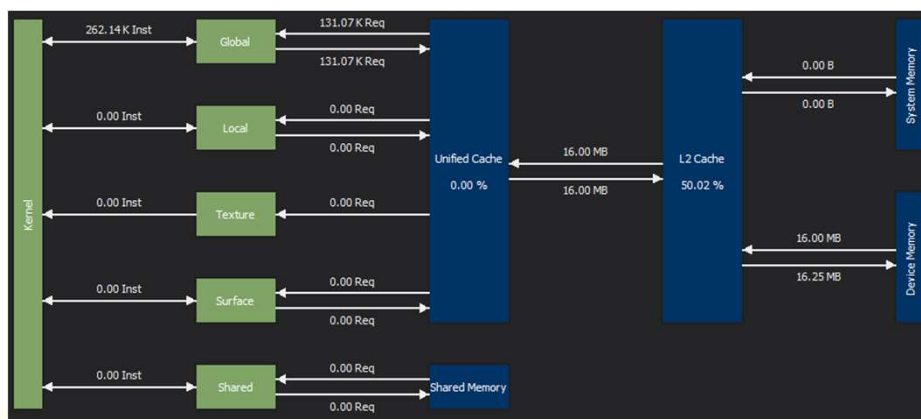 Kernel
262.14 K Inst
Global
131.07 K Req
131.07 K Req
0.00 Inst
Local
0.00 Req
0.00 Req
0.00 Inst
Texture
0.00 Req
0.00 Inst
Surface
0.00 Req
0.00 Req
0.00 Inst
Shared
0.00 Req
0.00 Req
Unified Cache
0.00 %
Shared Memory
16.00 MB
16.00 MB
L2 Cache
50.02 %
0.00 B
0.00 B
System Memory
16.00 MB
16.25 MB
Device Memory